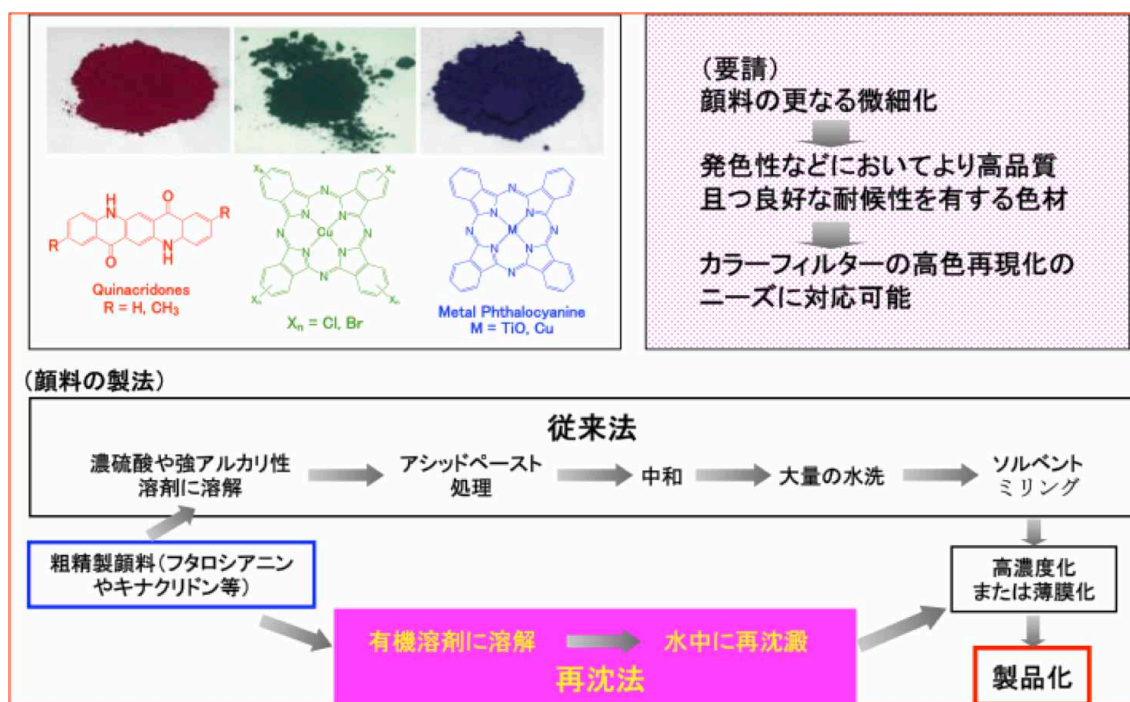 N
H
O
R
R
O
N
H
Quinacridones
R = H, CH₃
Xn
Xn
N
N
N
N
Cu
N
N
N
N
Xn
Xn
Xn = Cl, Br
N
N
N
N
M
N
N
N
N
Metal Phthalocyanine
M = TiO, Cu
(要請)
顔料の更なる微細化
発色性などにおいてより高品質
且つ良好な耐候性を有する色材
カラーフィルターの高色再現化の
ニーズに対応可能
(顔料の製法)
従来法
濃硫酸や強アルカリ性
溶剤に溶解
アシッドペースト
処理
中和
大量の水洗
ソルベント
ミリング
粗精製顔料(フタロシアニン
やキナクリドン等)
有機溶剤に溶解
水中に再沈澱
再沈法
高濃度化
または薄膜化
製品化